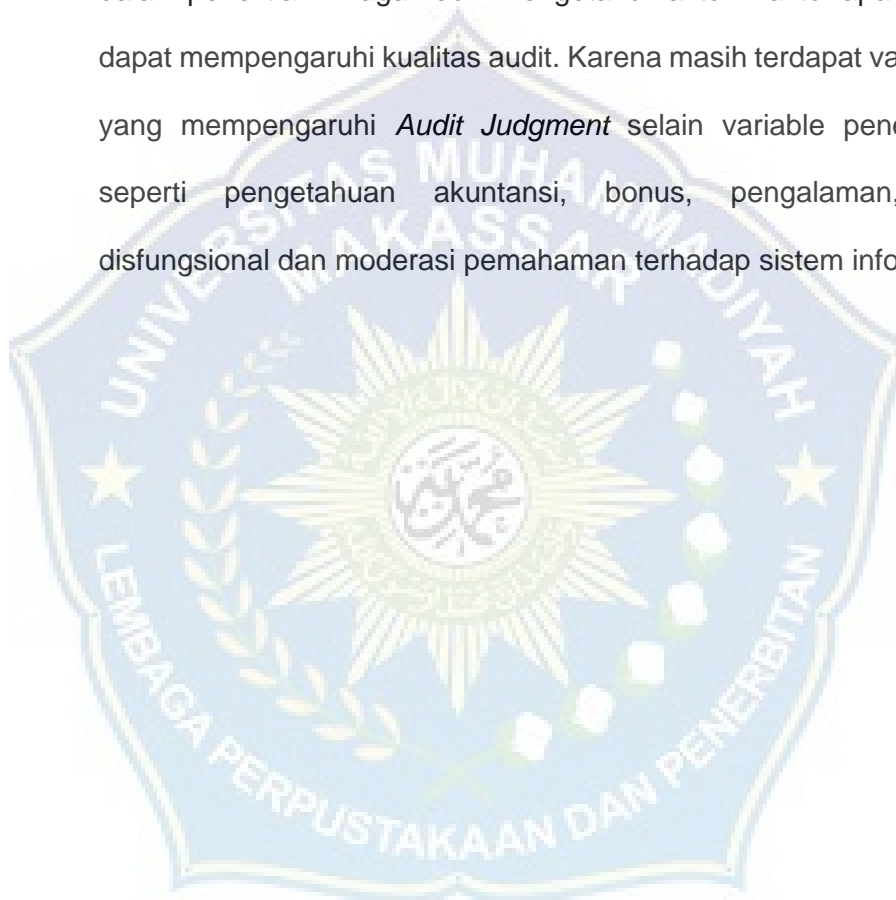 dapat mempengaruhi kualitas audit. Karena masih terdapat va
yang mempengaruhi Audit Judgment selain variable pene
seperti pengetahuan akuntansi, bonus, pengalaman,
disfungsional dan moderasi pemahaman terhadap sistem info
UNIVERSITAS MUHAMMADIYAH
MAKASSAR
LEMBAGA PERPUSTAKAAN DAN PENERBITAN